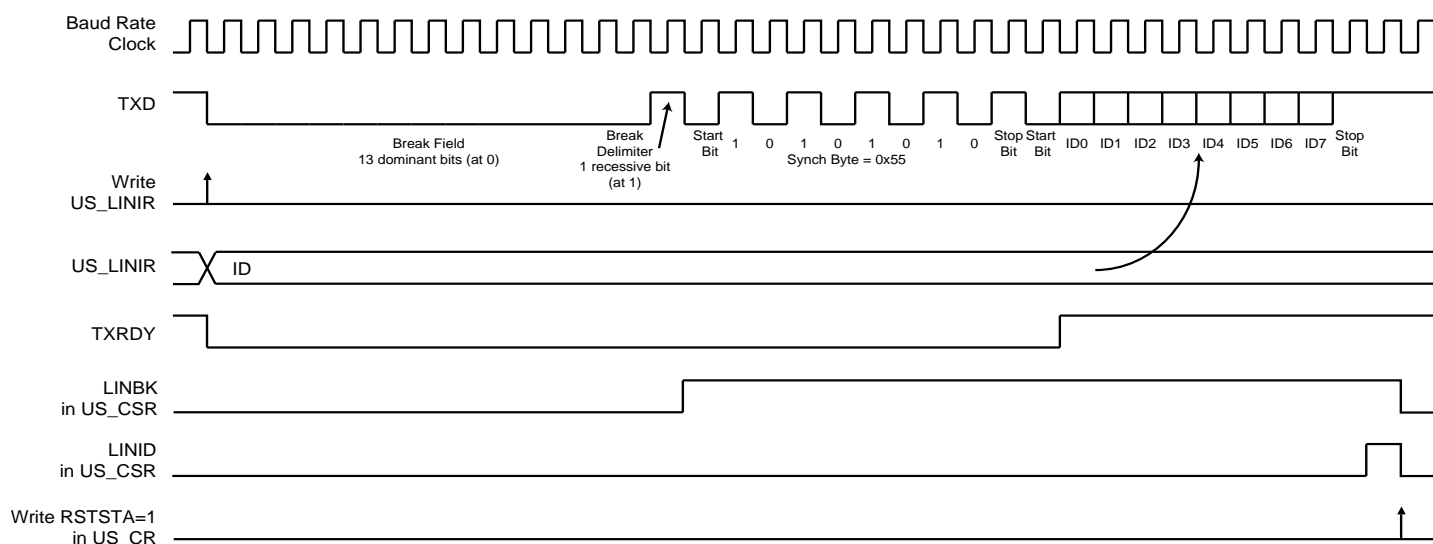 Baud Rate
Clock
TXD
Break Field
13 dominant bits (at 0)
Break
Delimiter
1 recessive bit
(at 1)
Start
Bit
1 0 1 0 1 0 1 0
Synch Byte = 0x55
Stop
Bit
Start
Bit
ID0 ID1 ID2 ID3 ID4 ID5 ID6 ID7
Stop
Bit
Write
US_LINIR
US_LINIR
ID
TXRDY
LINBK
in US_CSR
LINID
in US_CSR
Write RSTSTA=1
in US_CR